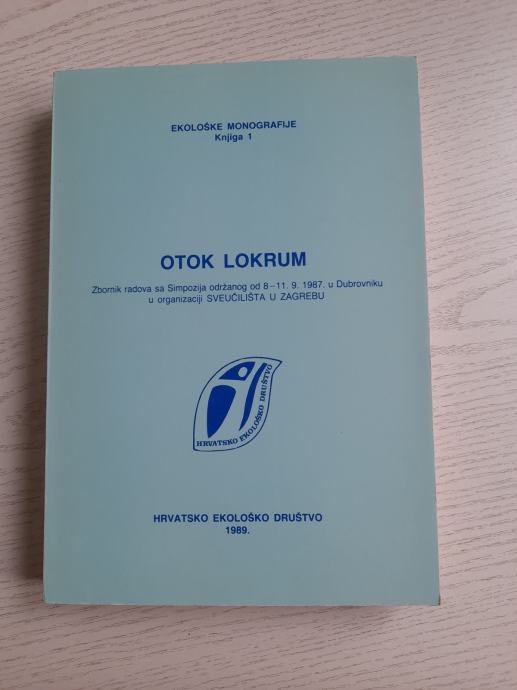 EKOLOŠKE MONOGRAFIJE
Knjiga 1
OTOK LOKRUM
Zbornik radova sa Simpozija održanog od 8–11. 9. 1987. u Dubrovniku
u organizaciji SVEUČILIŠTA U ZAGREBU
HRVATSKO EKOLOŠKO DRUŠTVO
HRVATSKO EKOLOŠKO DRUŠTVO
1989.